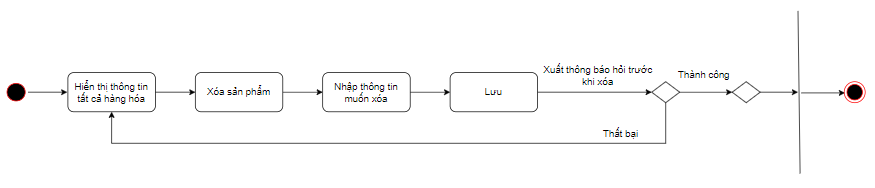 Hiển thị thông tin
tất cả hàng hóa
Xóa sản phẩm
Nhập thông tin
muốn xóa
Lưu
Xuất thông báo hỏi trước
khi xóa
Thành công
Thất bại